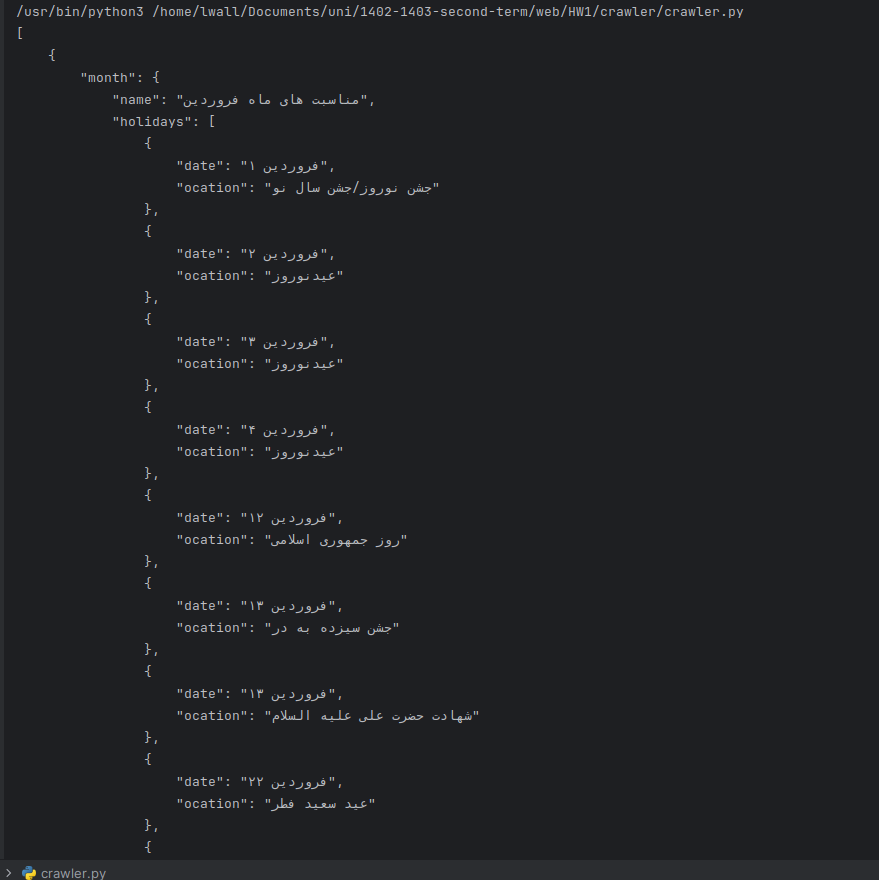 /usr/bin/python3 /home/lwall/Documents/uni/1402-1403-second-term/web/HW1/crawler/crawler.py
[
{
"month": {
"name": "مناسبت های ماه فروردین",
"holidays": [
{
"date": "۱ فروردین",
"ocation": "جشن نوروز/جشن سال نو"
},
{
"date": "۲ فروردین",
"ocation": "عیدنوروز"
},
{
"date": "۳ فروردین",
"ocation": "عیدنوروز"
},
{
"date": "۴ فروردین",
"ocation": "عیدنوروز"
},
{
"date": "۱۲ فروردین",
"ocation": "روز جمهوری اسلامی"
},
{
"date": "۱۳ فروردین",
"ocation": "جشن سیزده به در"
},
{
"date": "۱۳ فروردین",
"ocation": "شهادت حضرت علی علیه السلام"
},
{
"date": "۲۲ فروردین",
"ocation": "عید سعید فطر"
},
{
crawler.py